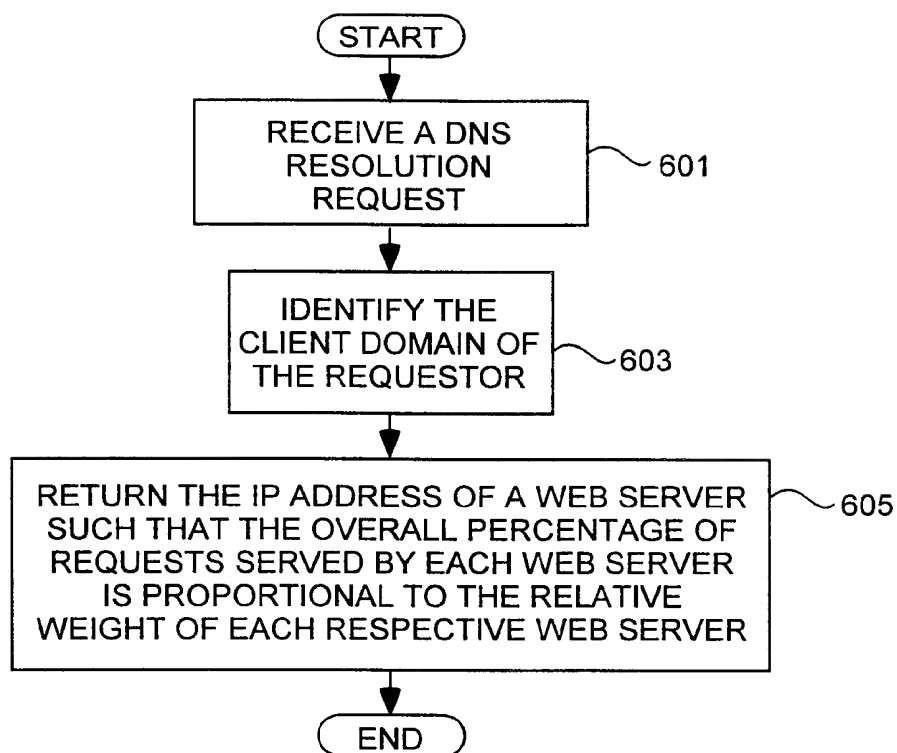 START
RECEIVE A DNS
RESOLUTION
REQUEST
601
IDENTIFY THE
CLIENT DOMAIN OF
THE REQUESTOR
603
RETURN THE IP ADDRESS OF A WEB SERVER
SUCH THAT THE OVERALL PERCENTAGE OF
REQUESTS SERVED BY EACH WEB SERVER
IS PROPORTIONAL TO THE RELATIVE
WEIGHT OF EACH RESPECTIVE WEB SERVER
605
END